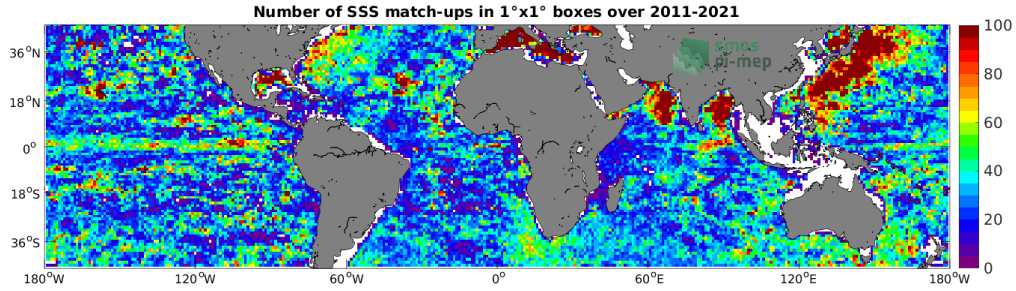 Number of SSS match-ups in 1°x1° boxes over 2011-2021
36°N
18°N
0°
18°S
36°S
180°W 120°W 60°W 0° 60°E 120°E 180°W
100
80
60
40
20
0
smos
pi-mep